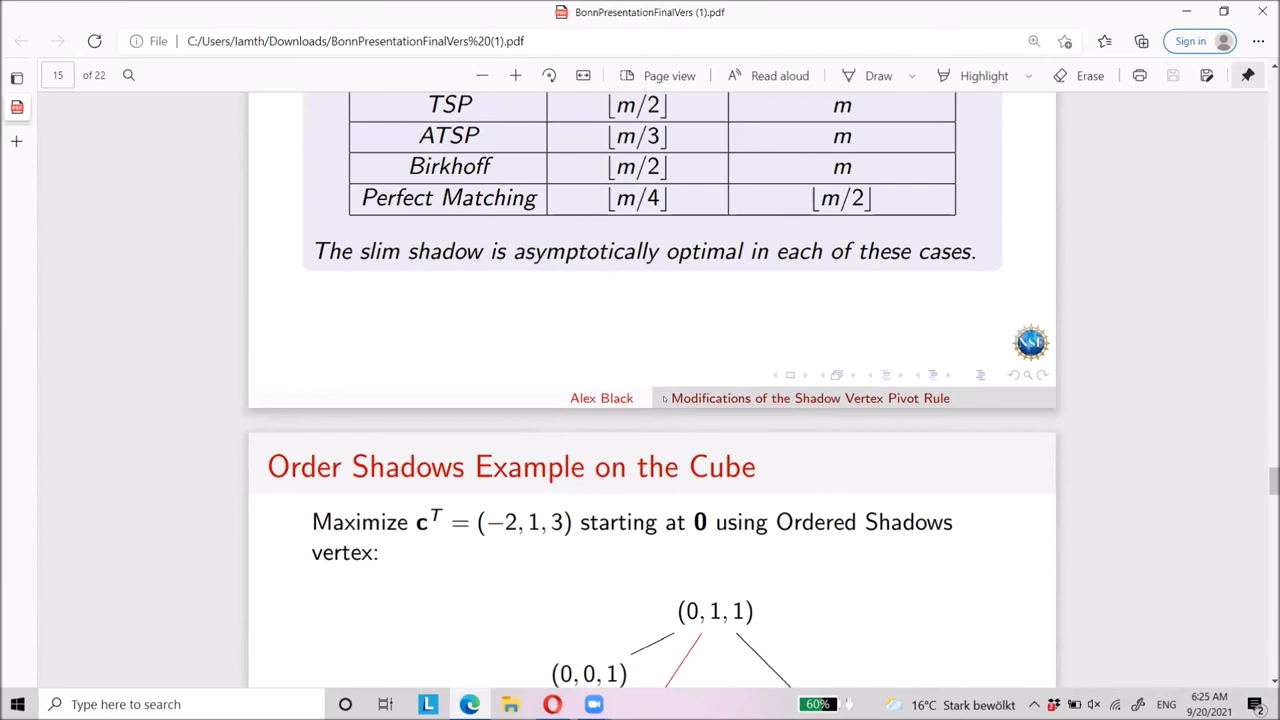 BonnPresentationFinalVers (1).pdf
File C:/Users/Iamth/Downloads/BonnPresentationFinalVers%20(1).pdf Sign in
15 of 22 Page view Read aloud Draw Highlight Erase
TSP ⌊m/2⌋ m
ATSP ⌊m/3⌋ m
Birkhoff ⌊m/2⌋ m
Perfect Matching ⌊m/4⌋ ⌊m/2⌋
The slim shadow is asymptotically optimal in each of these cases.
NSF
Alex Black Modifications of the Shadow Vertex Pivot Rule
Order Shadows Example on the Cube
Maximize c^T = (−2, 1, 3) starting at 0 using Ordered Shadows
vertex:
(0, 1, 1)
(0, 0, 1)
Type here to search L 60% 16°C Stark bewölkt ENG 6:25 AM
9/20/2021 2